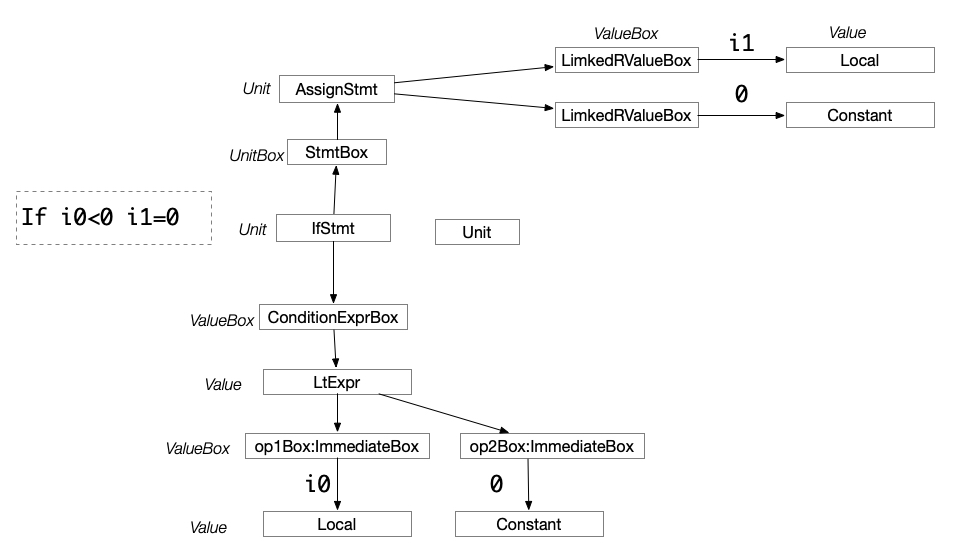 ValueBox
Value
LimkedRValueBox
i1
Local
Unit
AssignStmt
0
LimkedRValueBox
Constant
UnitBox
StmtBox
If i0<0 i1=0
Unit
IfStmt
Unit
ValueBox
ConditionExprBox
Value
LtExpr
ValueBox
op1Box:ImmediateBox
op2Box:ImmediateBox
i0
0
Value
Local
Constant